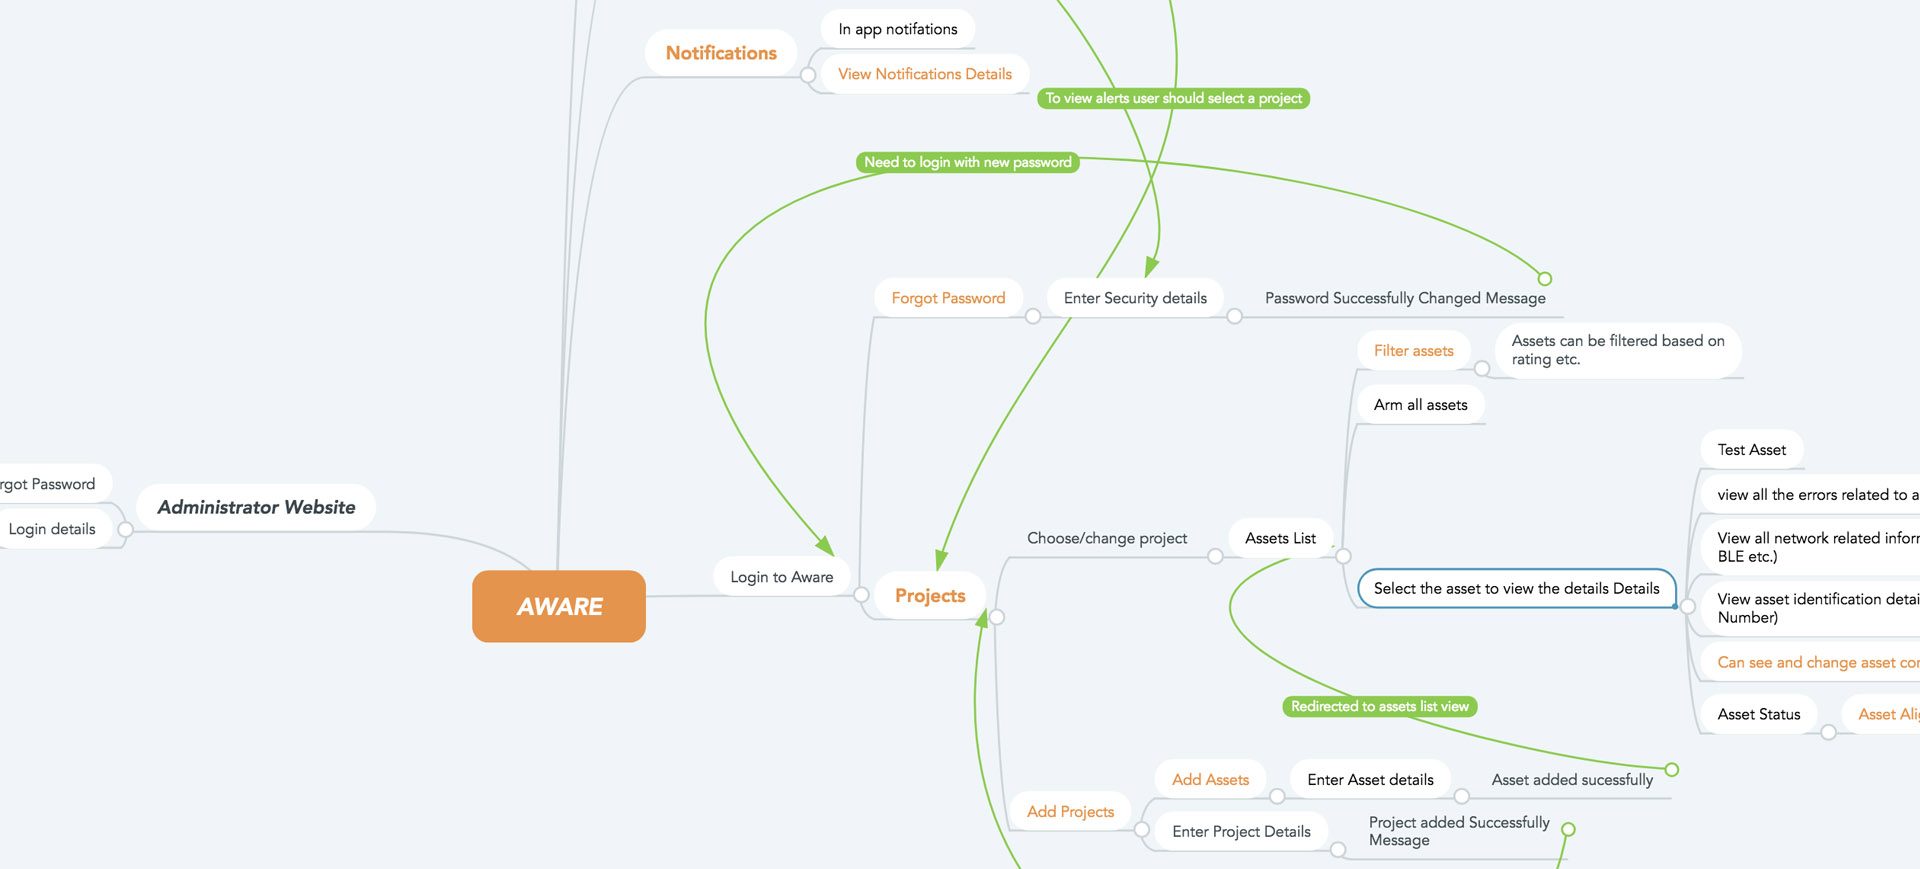 In app notifations
Notifications
View Notifications Details
To view alerts user should select a project
Need to login with new password
Forgot Password
Enter Security details
Password Successfully Changed Message
Filter assets
Assets can be filtered based on
rating etc.
Arm all assets
Test Asset
rgot Password
Administrator Website
view all the errors related to a
Login details
Choose/change project
Assets List
View all network related infor
BLE etc.)
Login to Aware
Projects
Select the asset to view the details Details
AWARE
View asset identification detai
Number)
Can see and change asset co
Redirected to assets list view
Asset Status
Asset Ali
Add Assets
Enter Asset details
Asset added sucessfully
Add Projects
Enter Project Details
Project added Successfully
Message